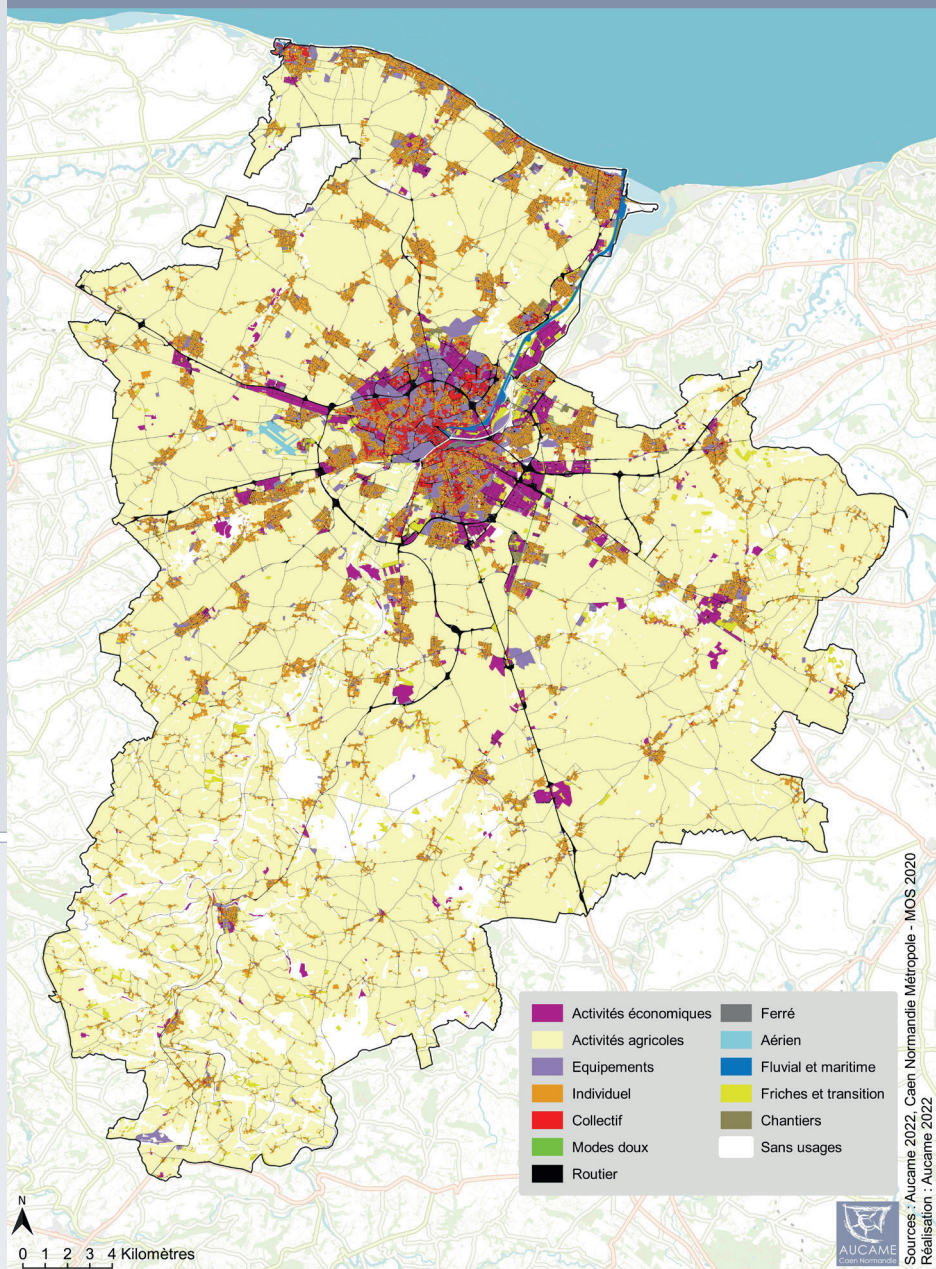 Activités économiques
Activités agricoles
Equipements
Individuel
Collectif
Modes doux
Routier
Ferré
Aérien
Fluvial et maritime
Friches et transition
Chantiers
Sans usages
N
0 1 2 3 4 Kilomètres
AUCAME
Caen Normandie
Sources : Aucame 2022, Caen Normandie Métropole - MOS 2020
Réalisation : Aucame 2022